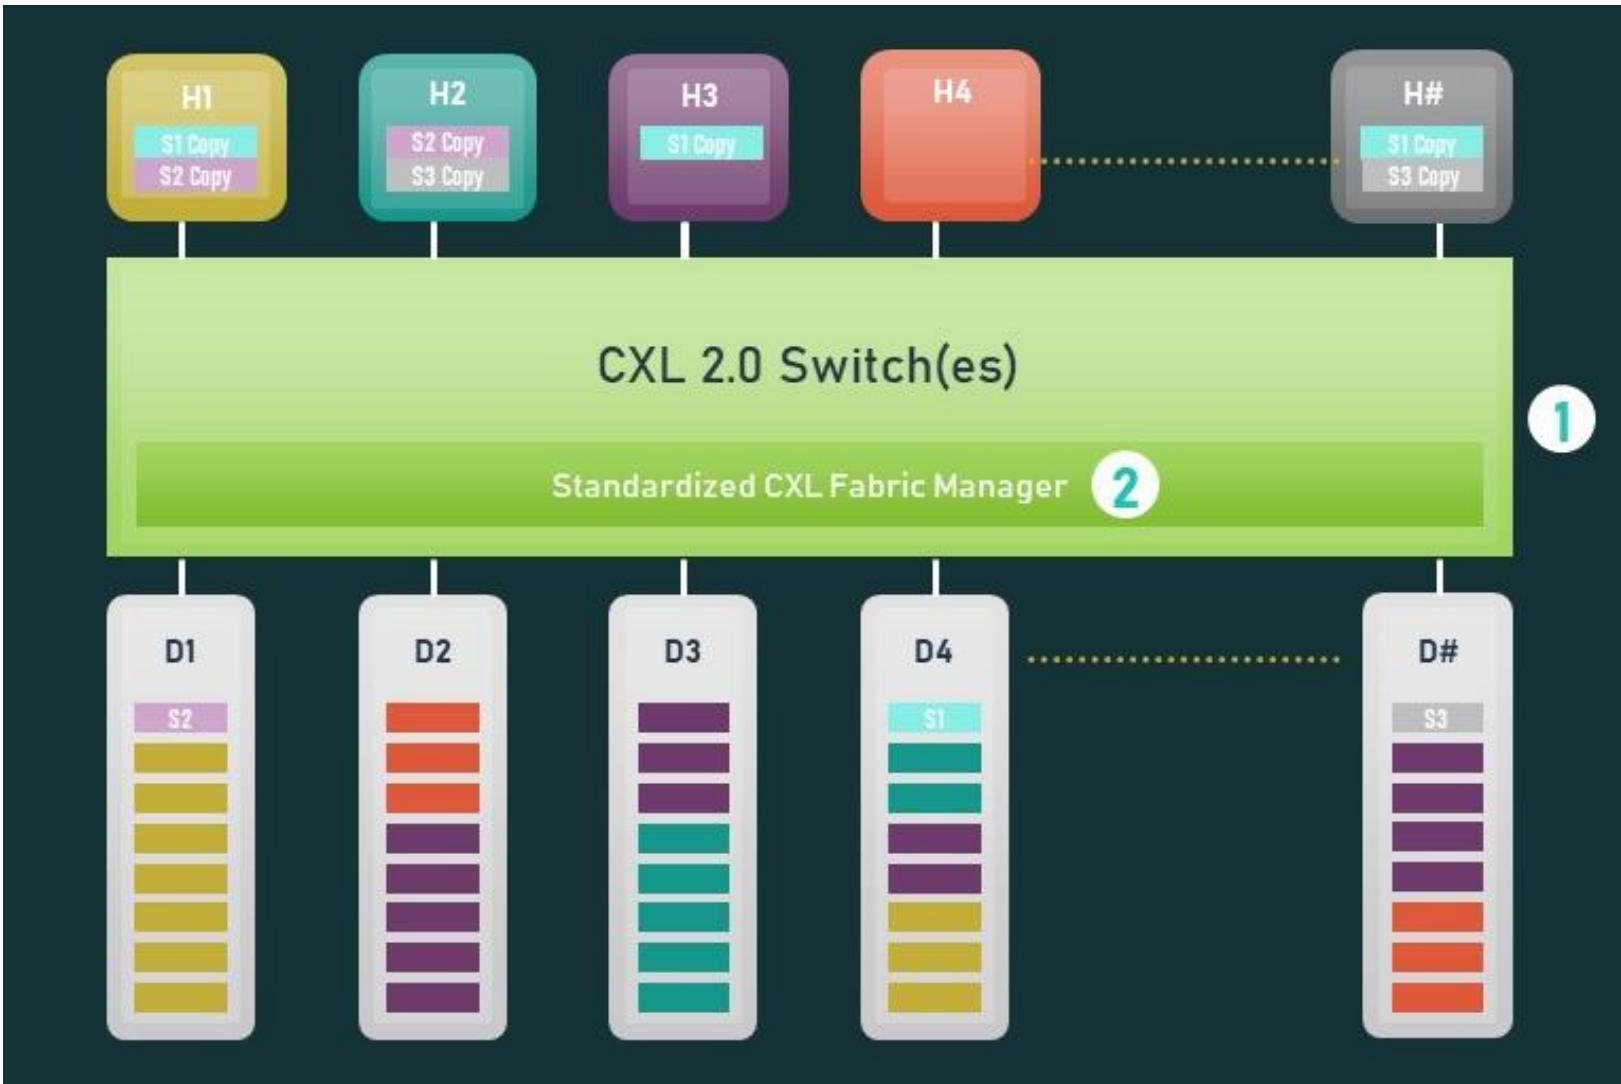 H1
S1 Copy
S2 Copy
H2
S2 Copy
S3 Copy
H3
S1 Copy
H4
H#
S1 Copy
S3 Copy
CXL 2.0 Switch(es)
1
Standardized CXL Fabric Manager
2
D1
S2
D2
D3
D4
S1
D#
S3